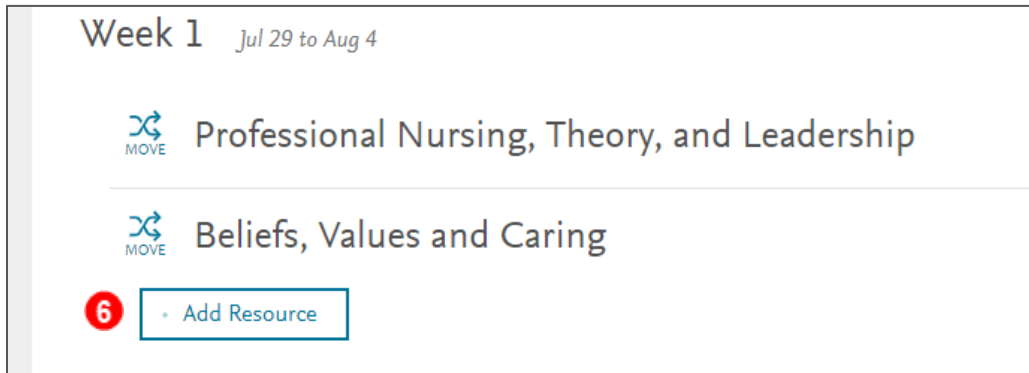 Week 1 Jul 29 to Aug 4
MOVE Professional Nursing, Theory, and Leadership
MOVE Beliefs, Values and Caring
6 Add Resource